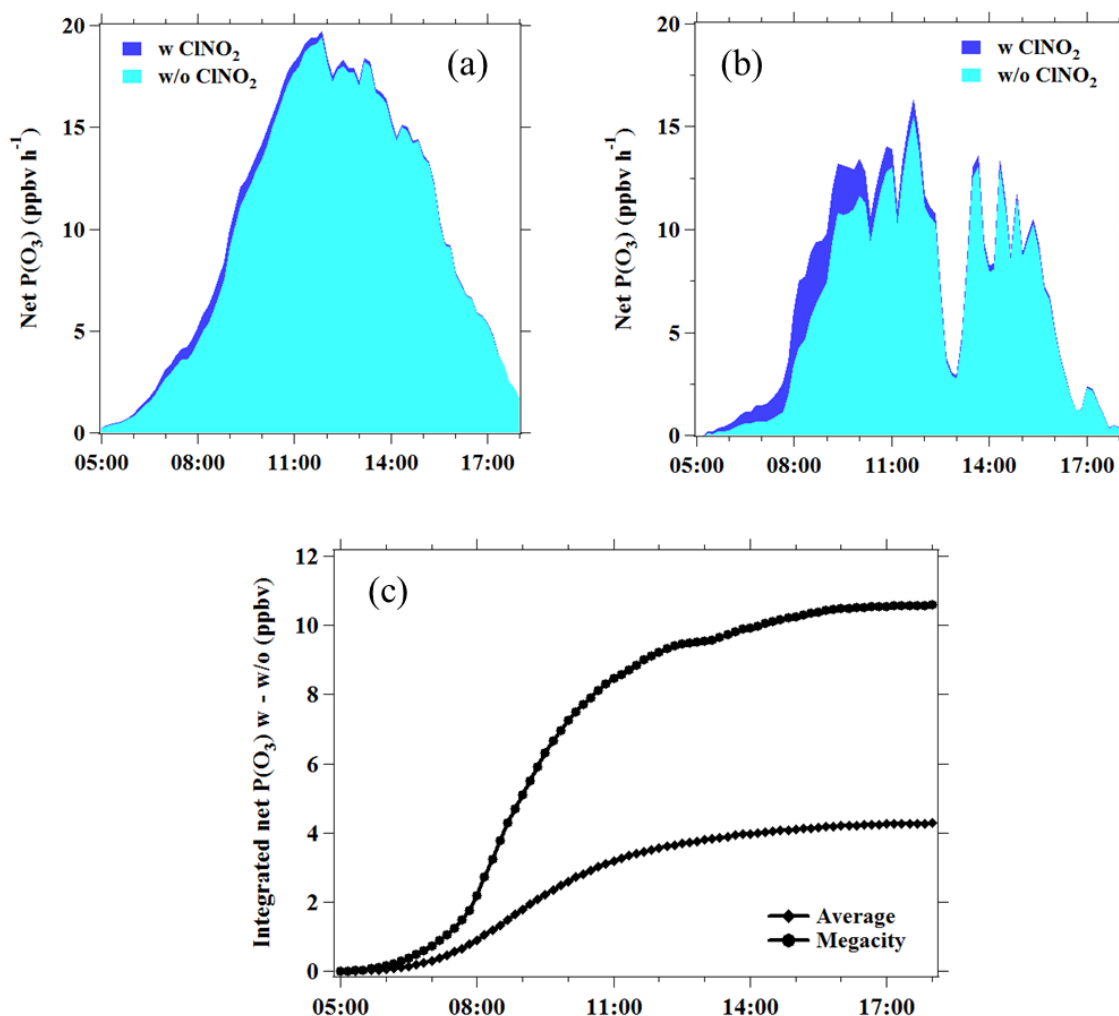 20
15
10
5
0
Net P(O₃) (ppbv h⁻¹)
w ClNO₂
w/o ClNO₂
(a)
05:00 08:00 11:00 14:00 17:00
20
15
10
5
0
Net P(O₃) (ppbv h⁻¹)
(b)
w ClNO₂
w/o ClNO₂
05:00 08:00 11:00 14:00 17:00
12
10
8
6
4
2
0
Integrated net P(O₃) w - w/o (ppbv)
(c)
Average
Megacity
05:00 08:00 11:00 14:00 17:00